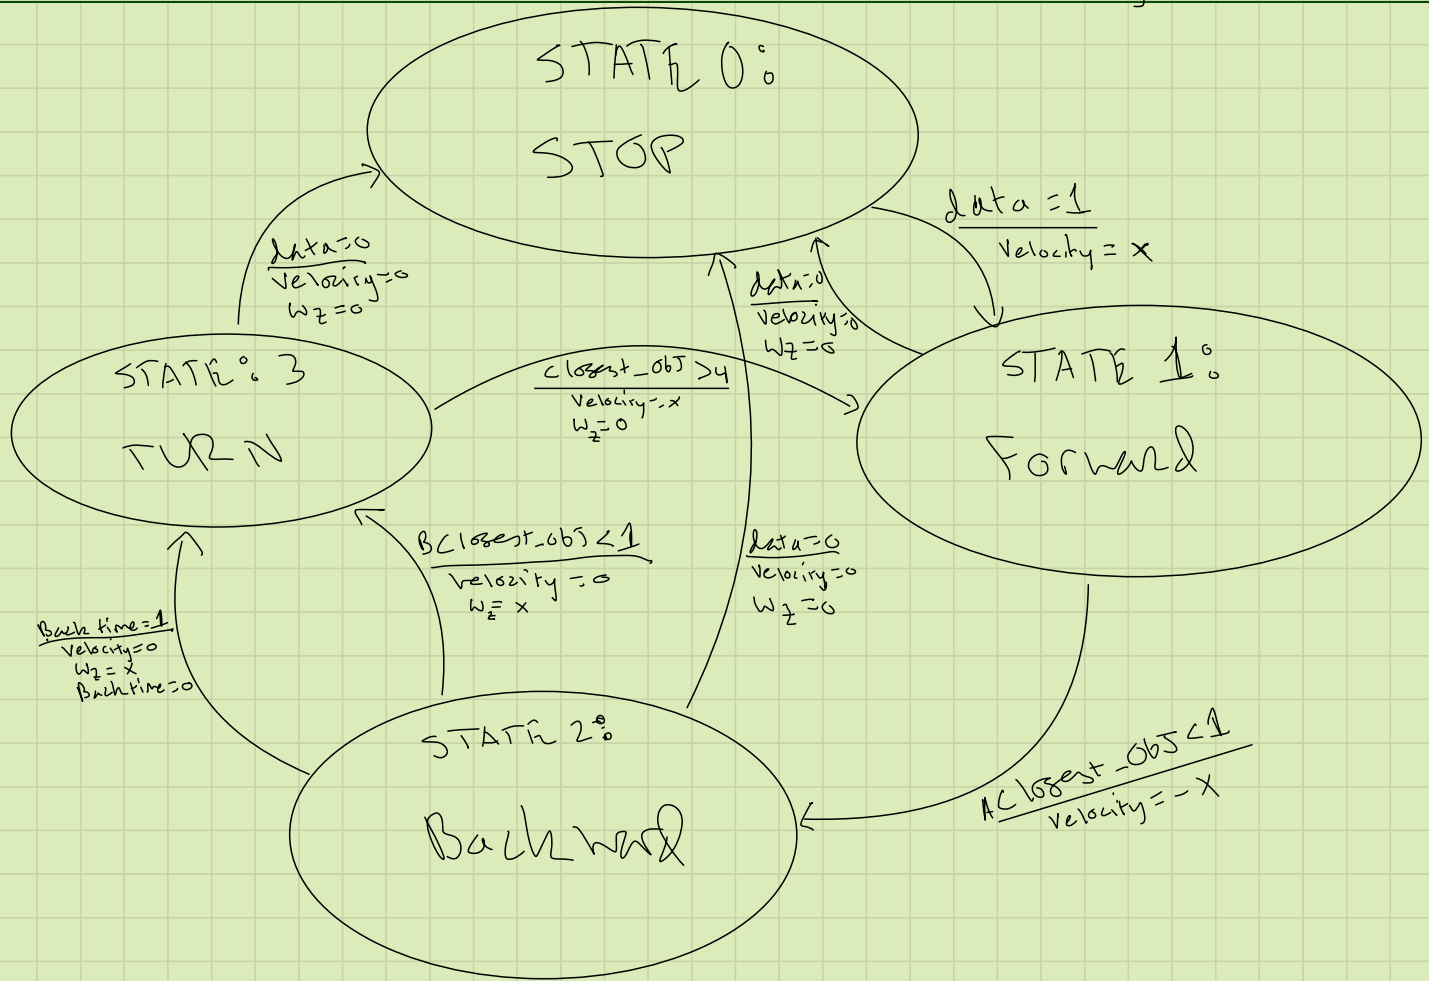 STATE 0:
STOP
data=1
Velocity=x
data=0
Velocity=0
Wz=0
data=0
Velocity=0
Wz=0
STATE: 3
TURN
Closest_obJ >4
Velocity=x
Wz=0
STATE 1:
Forward
BClosest_obJ <1
Velocity=0
Wz=x
data=0
Velocity=0
Wz=0
Back time=1
Velocity=0
Wz=x
Backtime=0
STATE 2:
Backward
AClosest_ObJ<1
Velocity=-x